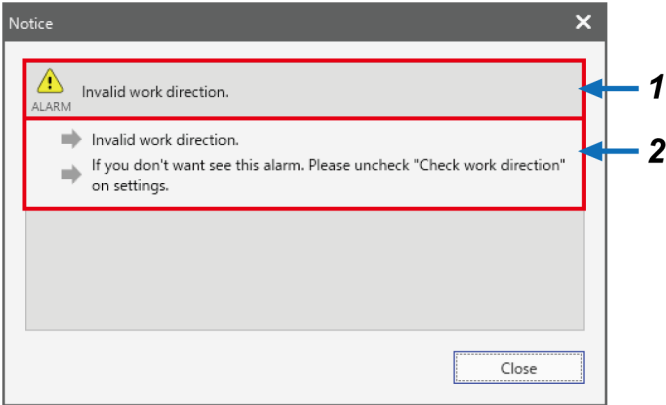 Notice
Invalid work direction.
ALARM
1
Invalid work direction.
If you don't want see this alarm. Please uncheck "Check work direction"
on settings.
2
Close